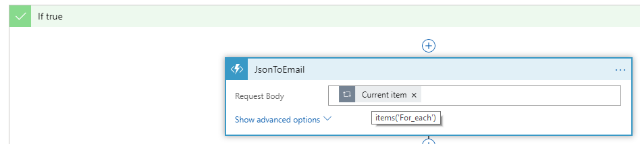 If true
JsonToEmail
Request Body
Current item ×
items('For_each')
Show advanced options